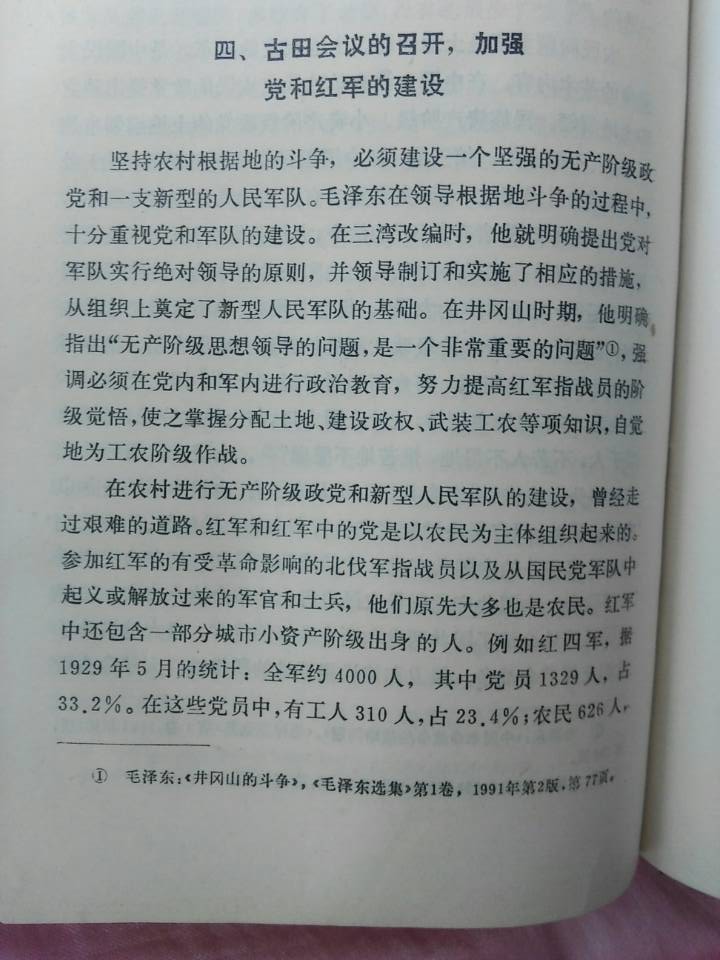 四、古田会议的召开，加强
党和红军的建设
坚持农村根据地的斗争，必须建设一个坚强的无产阶级政
党和一支新型的人民军队。毛泽东在领导根据地斗争的过程中，
十分重视党和军队的建设。在三湾改编时，他就明确提出党对
军队实行绝对领导的原则，并领导制订和实施了相应的措施，
从组织上奠定了新型人民军队的基础。在井冈山时期，他明确
指出“无产阶级思想领导的问题，是一个非常重要的问题”①，强
调必须在党内和军内进行政治教育，努力提高红军指战员的阶
级觉悟，使之掌握分配土地、建设政权、武装工农等项知识，自觉
地为工农阶级作战。
在农村进行无产阶级政党和新型人民军队的建设，曾经走
过艰难的道路。红军和红军中的党是以农民为主体组织起来的。
参加红军的有受革命影响的北伐军指战员以及从国民党军队中
起义或解放过来的军官和士兵，他们原先大多也是农民。红军
中还包含一部分城市小资产阶级出身的人。例如红四军，据
1929年5月的统计：全军约4000人，其中党员1329人，占
33.2%。在这些党员中，有工人310人，占23.4%；农民626人，
① 毛泽东：《井冈山的斗争》，《毛泽东选集》第1卷，1991年第2版，第77页。